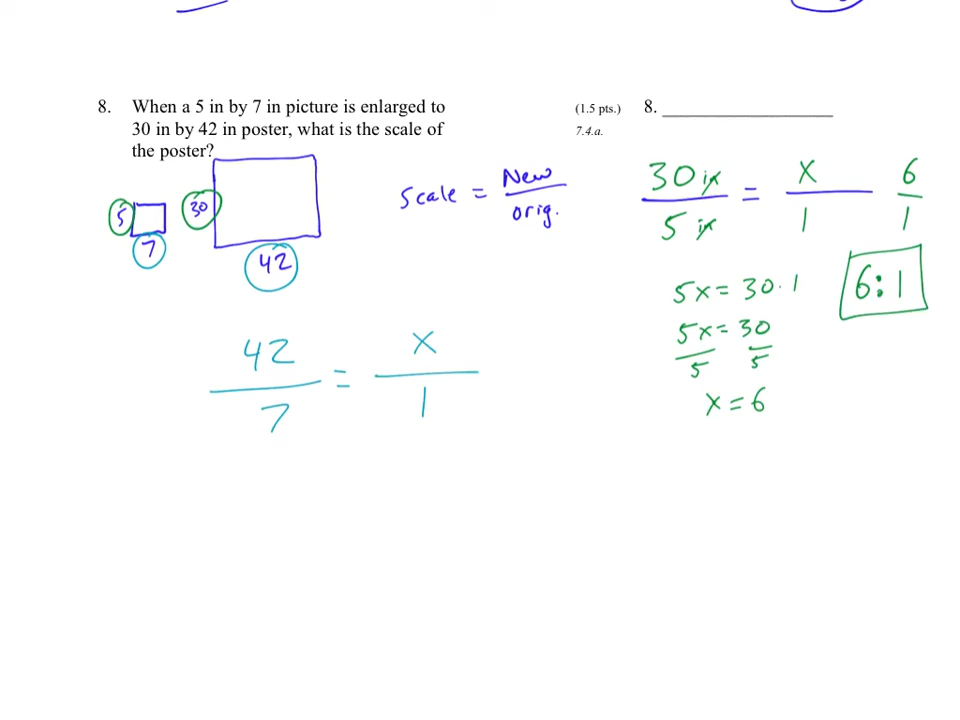 8. When a 5 in by 7 in picture is enlarged to
30 in by 42 in poster, what is the scale of
the poster?
(1.5 pts.)
7.4.a.
8. ________________
5
7
30
42
Scale = New / orig.
30 in / 5 in = x / 1
6 / 1
5x = 30 · 1
6:1
5x = 30
5 5
x = 6
42 / 7 = x / 1